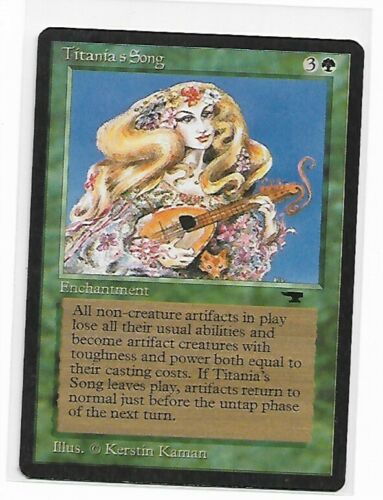 Titania's Song 3
Enchantment
All non-creature artifacts in play
lose all their usual abilities and
become artifact creatures with
toughness and power both equal to
their casting costs. If Titania's
Song leaves play, artifacts return to
normal just before the untap phase
of the next turn.
Illus. © Kerstin Kaman